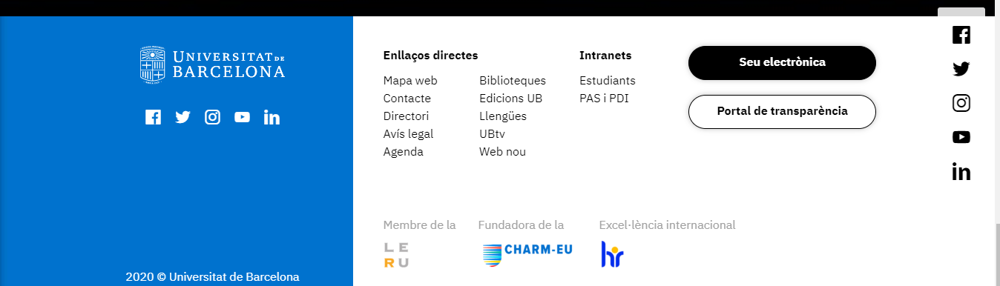 UNIVERSITAT DE
BARCELONA
2020 © Universitat de Barcelona
Enllaços directes
Mapa web
Contacte
Directori
Avís legal
Agenda
Biblioteques
Edicions UB
Llengües
UBtv
Web nou
Intranets
Estudiants
PAS i PDI
Seu electrònica
Portal de transparència
Membre de la
LE
RU
Fundadora de la
CHARM-EU
Excel·lència internacional
hr